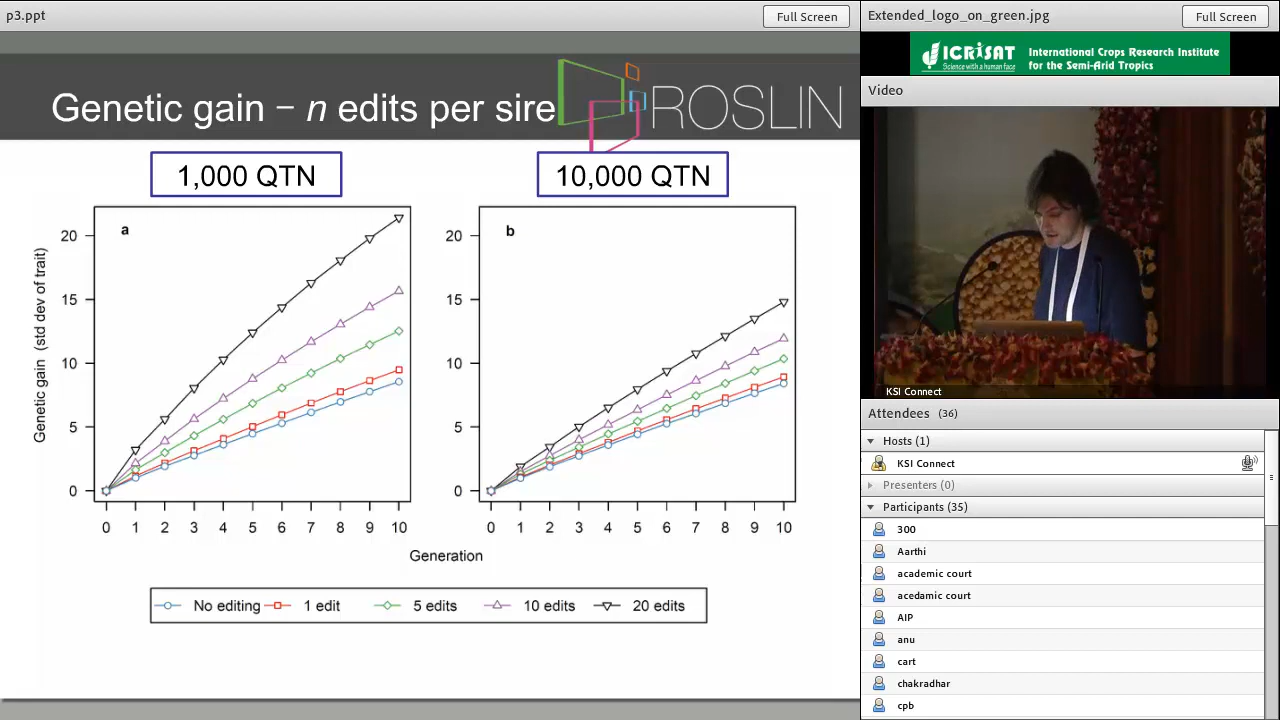 p3.ppt
Full Screen
Genetic gain – n edits per sire
ROSLIN
1,000 QTN
10,000 QTN
a
20
15
10
5
0
0 1 2 3 4 5 6 7 8 9 10
Genetic gain (std dev of trait)
b
20
15
10
5
0
0 1 2 3 4 5 6 7 8 9 10
Generation
No editing 1 edit 5 edits 10 edits 20 edits
Extended_logo_on_green.jpg
Full Screen
ICRISAT
Science with a human face
International Crops Research Institute
for the Semi-Arid Tropics
Video
KSI Connect
Attendees (36)
Hosts (1)
KSI Connect
Presenters (0)
Participants (35)
300
Aarthi
academic court
acedamic court
AIP
anu
cart
chakradhar
cpb